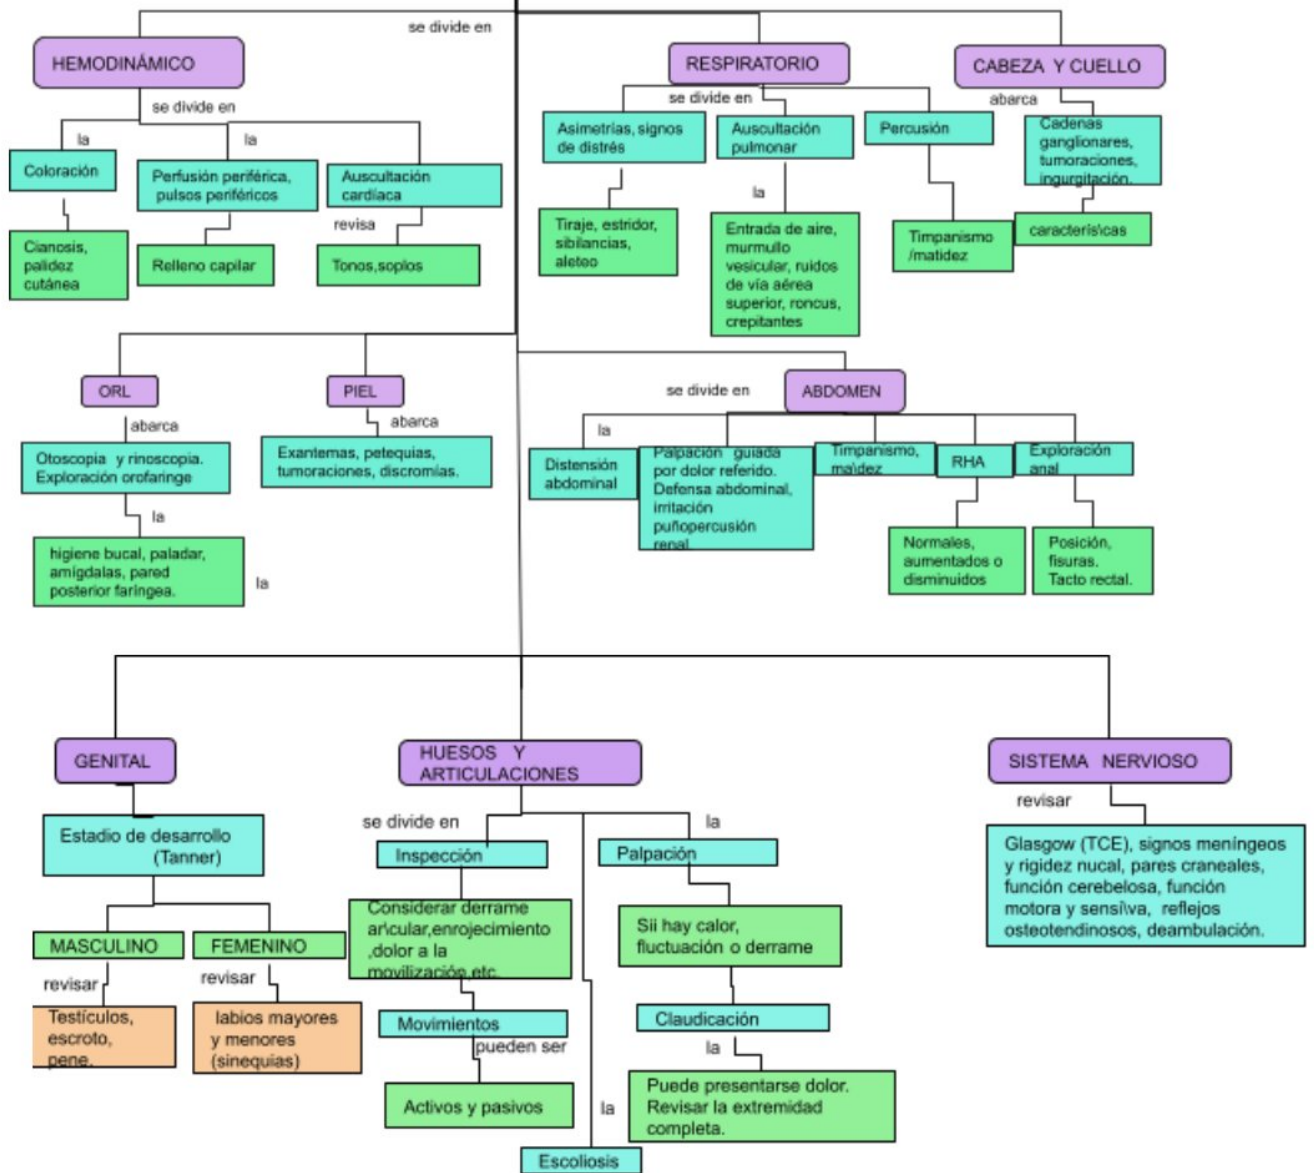 se divide en
HEMODINÁMICO
se divide en
la
la
Coloración
Perfusión periférica,
pulsos periféricos
Auscultación
cardíaca
revisa
Cianosis,
palidez
cutánea
Relleno capilar
Tonos,soplos
RESPIRATORIO
se divide en
Asimetrías, signos
de distrés
Auscultación
pulmonar
Percusión
la
Tiraje, estridor,
sibilancias,
aleteo
Entrada de aire,
murmullo
vesicular, ruidos
de vía aérea
superior, roncus,
crepitantes
Timpanismo
/matidez
CABEZA Y CUELLO
abarca
Cadenas
ganglionares,
tumoraciones,
ingurgitación.
caracterís\cas
ORL
abarca
Otoscopia y rinoscopia.
Exploración orofaringe
la
higiene bucal, paladar,
amígdalas, pared
posterior faríngea.
la
PIEL
abarca
Exantemas, petequias,
tumoraciones, discromías.
ABDOMEN
se divide en
la
Distensión
abdominal
Palpación guiada
por dolor referido.
Defensa abdominal,
irritación
puñopercusión
renal.
Timpanismo,
ma\dez
RHA
Exploración
anal
Normales,
aumentados o
disminuidos
Posición,
fisuras.
Tacto rectal.
GENITAL
Estadio de desarrollo
(Tanner)
MASCULINO
FEMENINO
revisar
revisar
Testículos,
escroto,
pene.
labios mayores
y menores
(sinequias)
HUESOS Y
ARTICULACIONES
se divide en
la
Inspección
Palpación
Considerar derrame
ar\cular,enrojecimiento
,dolor a la
movilización,etc.
Sii hay calor,
fluctuación o derrame
Movimientos
pueden ser
Activos y pasivos
Claudicación
la
Puede presentarse dolor.
Revisar la extremidad
completa.
la
Escoliosis
SISTEMA NERVIOSO
revisar
Glasgow (TCE), signos meníngeos
y rigidez nucal, pares craneales,
función cerebelosa, función
motora y sensi\va, reflejos
osteotendinosos, deambulación.